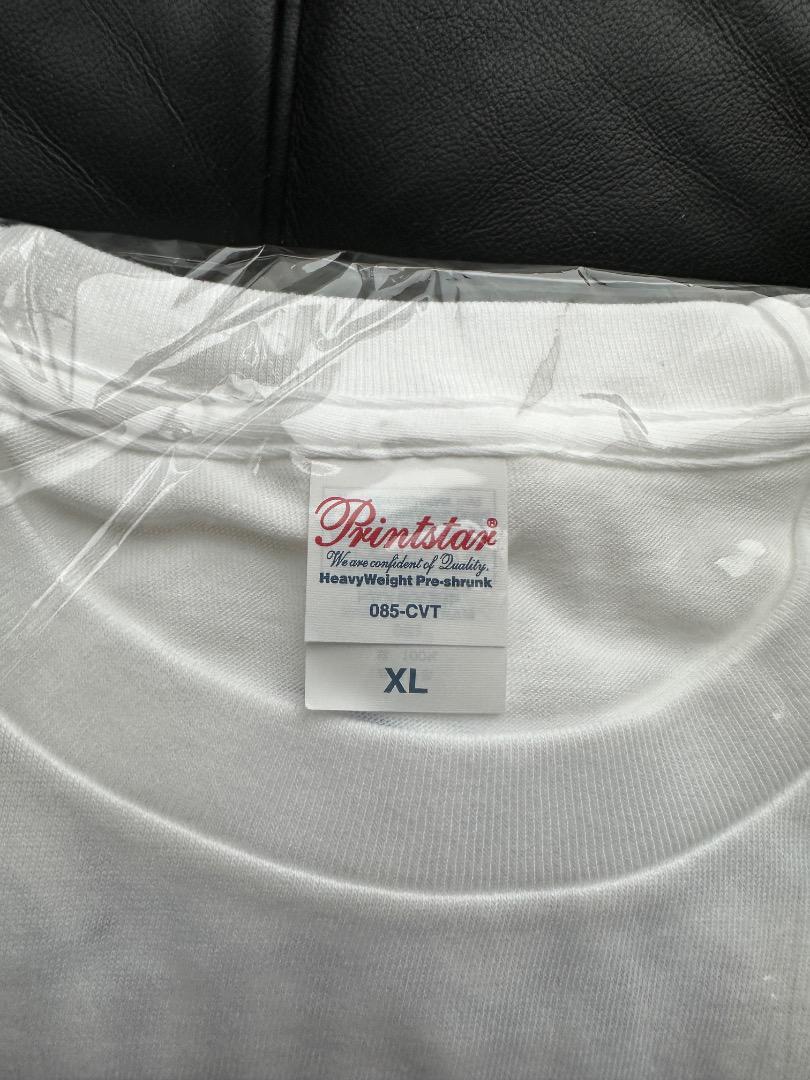 Printstar®
We are confident of Quality.
HeavyWeight Pre-shrunk
085-CVT
XL